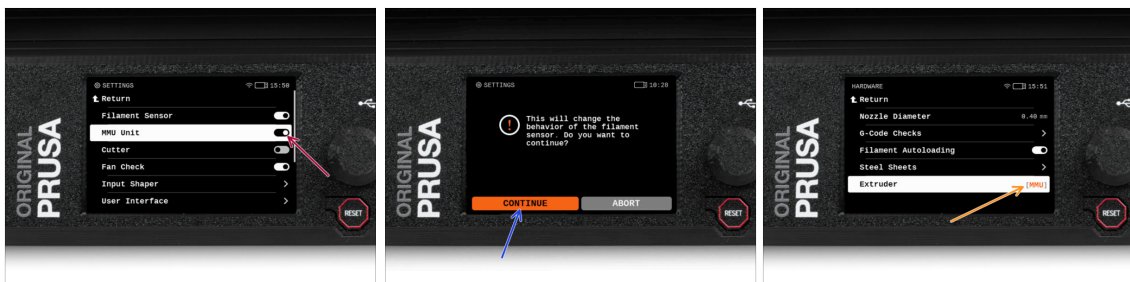 ORIGINAL
PRUSA
SETTINGS 15:50
Return
Filament Sensor
MMU Unit
Cutter
Fan Check
Input Shaper >
User Interface >
RESET
ORIGINAL
PRUSA
SETTINGS 10:28
This will change the
behavior of the filament
sensor. Do you want to
continue?
CONTINUE ABORT
RESET
ORIGINAL
PRUSA
HARDWARE 15:51
Return
Nozzle Diameter 0.40 mm
G-Code Checks >
Filament Autoloading
Steel Sheets >
Extruder [MMU]
RESET